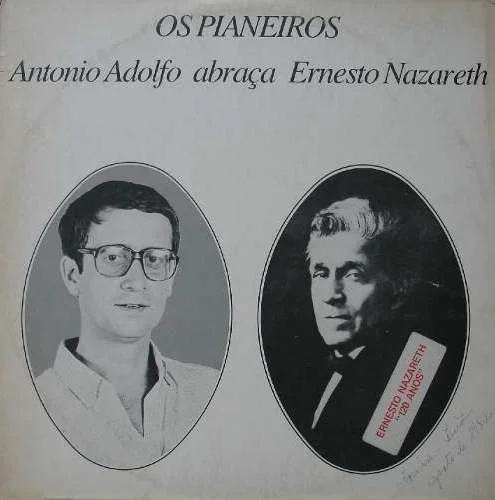 OS PIANEIROS
Antonio Adolfo abraça Ernesto Nazareth
ERNESTO NAZARETH
"120 ANOS"